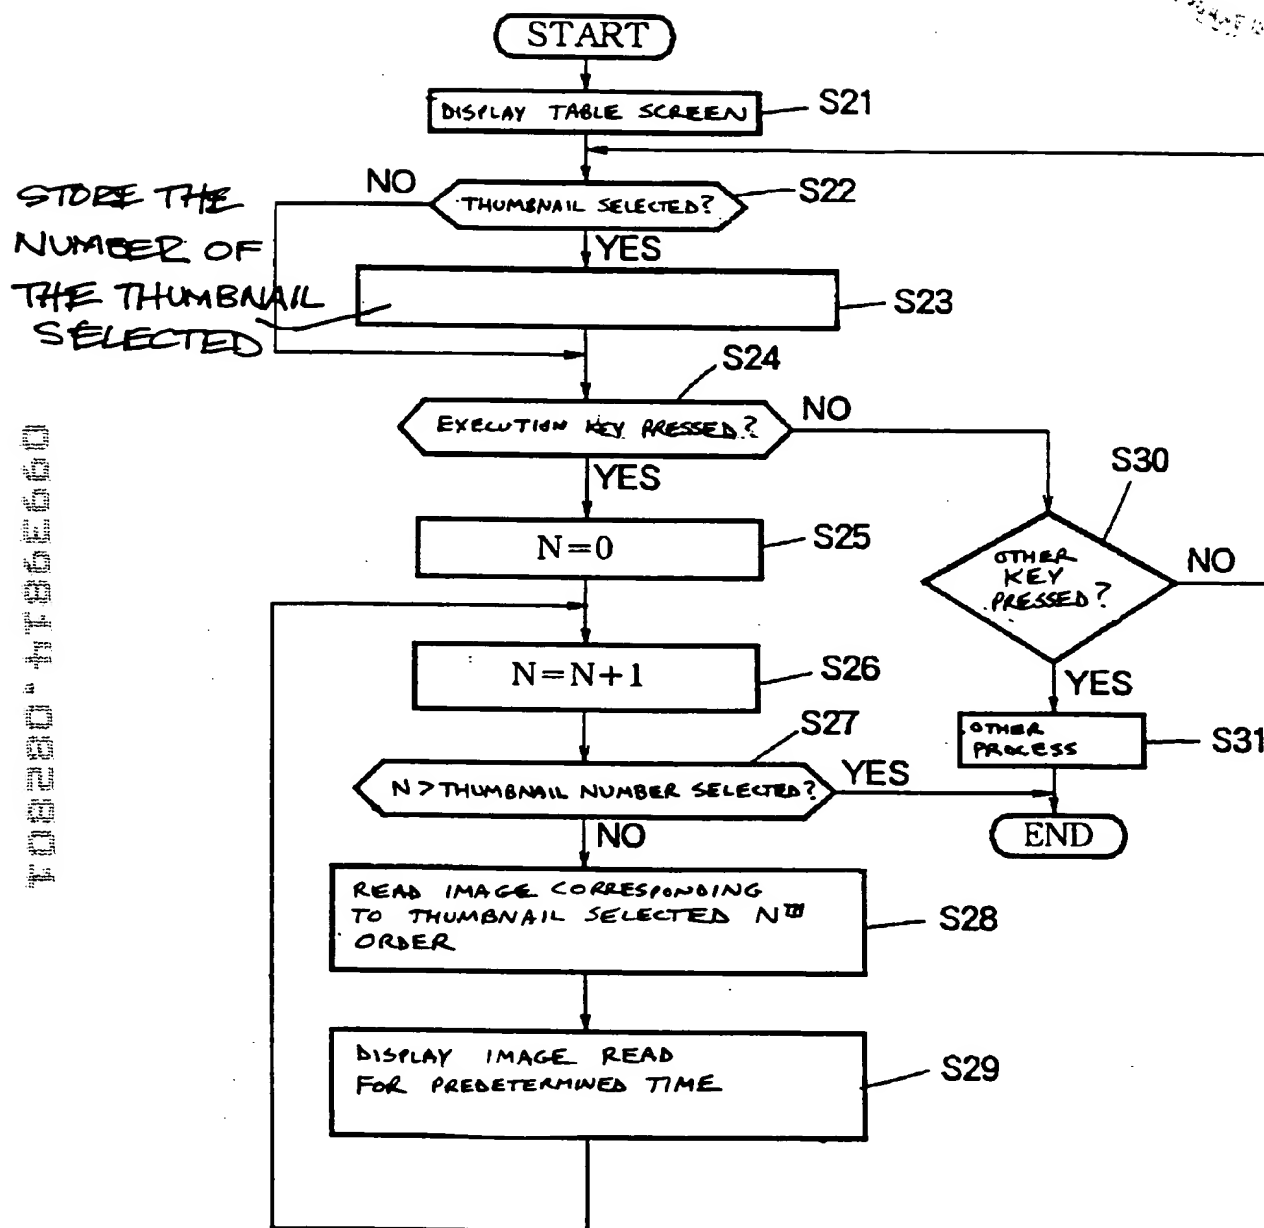 START
DISPLAY TABLE SCREEN
S21
NO
THUMBNAIL SELECTED?
S22
STORE THE
NUMBER OF
THE THUMBNAIL
SELECTED
YES
S23
S24
EXECUTION KEY PRESSED?
NO
YES
S30
N=0
S25
OTHER
KEY
PRESSED?
NO
N=N+1
S26
YES
S27
OTHER
PROCESS
S31
N > THUMBNAIL NUMBER SELECTED?
YES
NO
END
READ IMAGE CORRESPONDING
TO THUMBNAIL SELECTED NTH
ORDER
S28
DISPLAY IMAGE READ
FOR PREDETERMINED TIME
S29